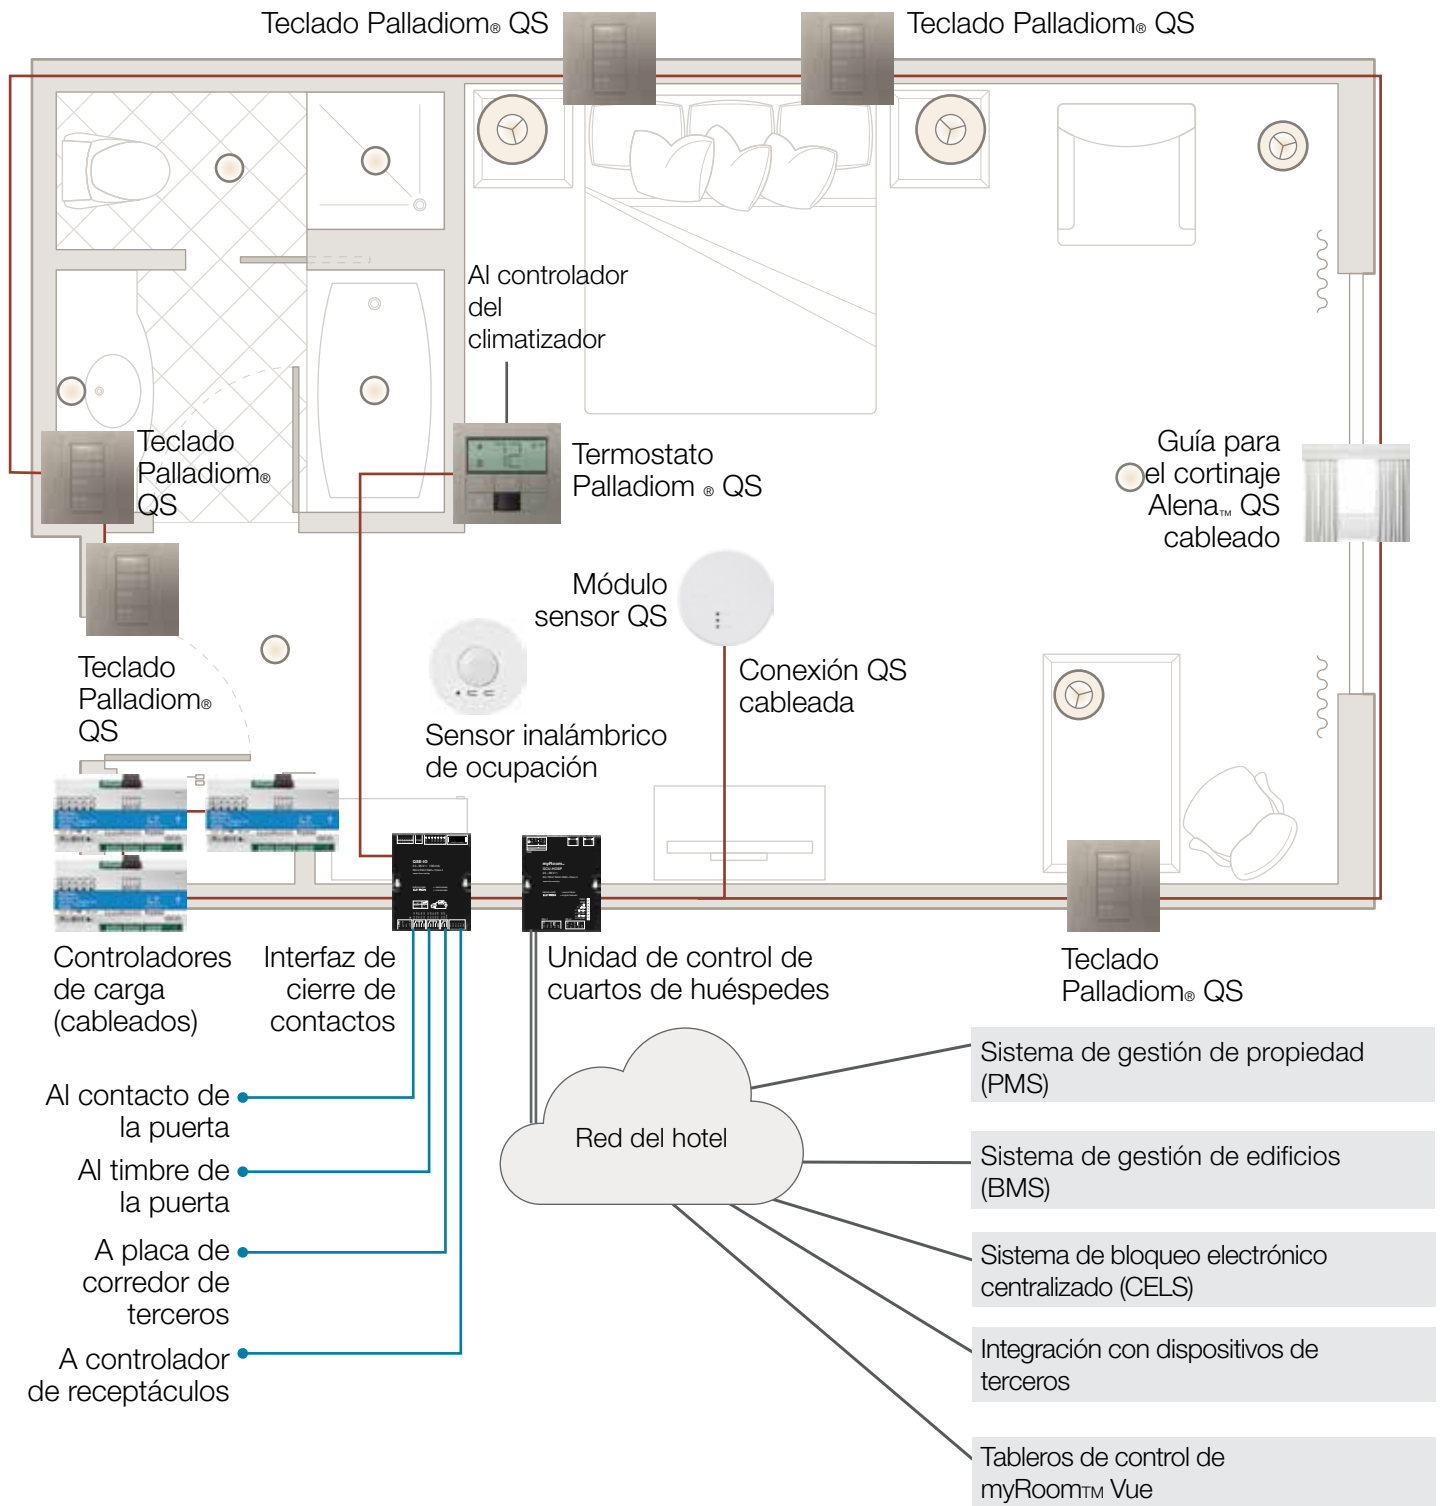 Teclado Palladiom® QS
Teclado Palladiom® QS
Al controlador
del
climatizador
Teclado
Palladiom®
QS
Termostato
Palladiom ® QS
Guía para
el cortinaje
Alena™ QS
cableado
Módulo
sensor QS
Teclado
Palladiom®
QS
Conexión QS
cableada
Sensor inalámbrico
de ocupación
QSE-IO
myRoom™
Controladores
de carga
(cableados)
Interfaz de
cierre de
contactos
Unidad de control de
cuartos de huéspedes
Teclado
Palladiom® QS
Al contacto de
la puerta
Al timbre de
la puerta
A placa de
corredor de
terceros
A controlador
de receptáculos
Red del hotel
Sistema de gestión de propiedad
(PMS)
Sistema de gestión de edificios
(BMS)
Sistema de bloqueo electrónico
centralizado (CELS)
Integración con dispositivos de
terceros
Tableros de control de
myRoom™ Vue